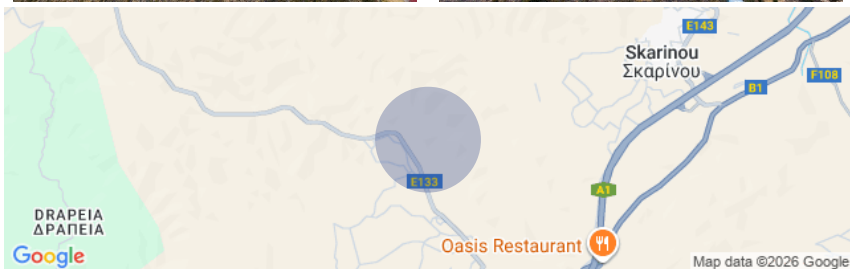 E143
Skarinou
Σκαρίνου
F108
B1
E133
A1
DRAPEIA
ΔΡΑΠΕΙΑ
Oasis Restaurant
Google
Map data ©2026 Google